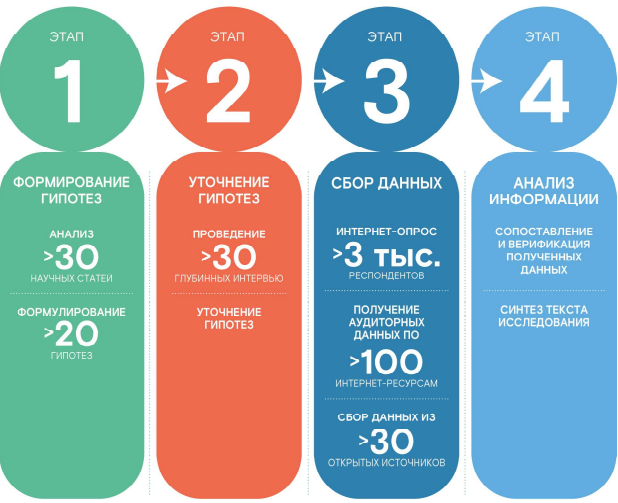 ЭТАП
1
ФОРМИРОВАНИЕ
ГИПОТЕЗ
АНАЛИЗ
>30
НАУЧНЫХ СТАТЕЙ
ФОРМУЛИРОВАНИЕ
>20
ГИПОТЕЗ
ЭТАП
2
УТОЧНЕНИЕ
ГИПОТЕЗ
ПРОВЕДЕНИЕ
>30
ГЛУБИННЫХ ИНТЕРВЬЮ
УТОЧНЕНИЕ
ГИПОТЕЗ
ЭТАП
3
СБОР ДАННЫХ
ИНТЕРНЕТ-ОПРОС
>3 тыс.
РЕСПОНДЕНТОВ
ПОЛУЧЕНИЕ
АУДИТОРНЫХ
ДАННЫХ ПО
>100
ИНТЕРНЕТ-РЕСУРСАМ
СБОР ДАННЫХ ИЗ
>30
ОТКРЫТЫХ ИСТОЧНИКОВ
ЭТАП
4
АНАЛИЗ
ИНФОРМАЦИИ
СОПОСТАВЛЕНИЕ
И ВЕРИФИКАЦИЯ
ПОЛУЧЕННЫХ
ДАННЫХ
СИНТЕЗ ТЕКСТА
ИССЛЕДОВАНИЯ